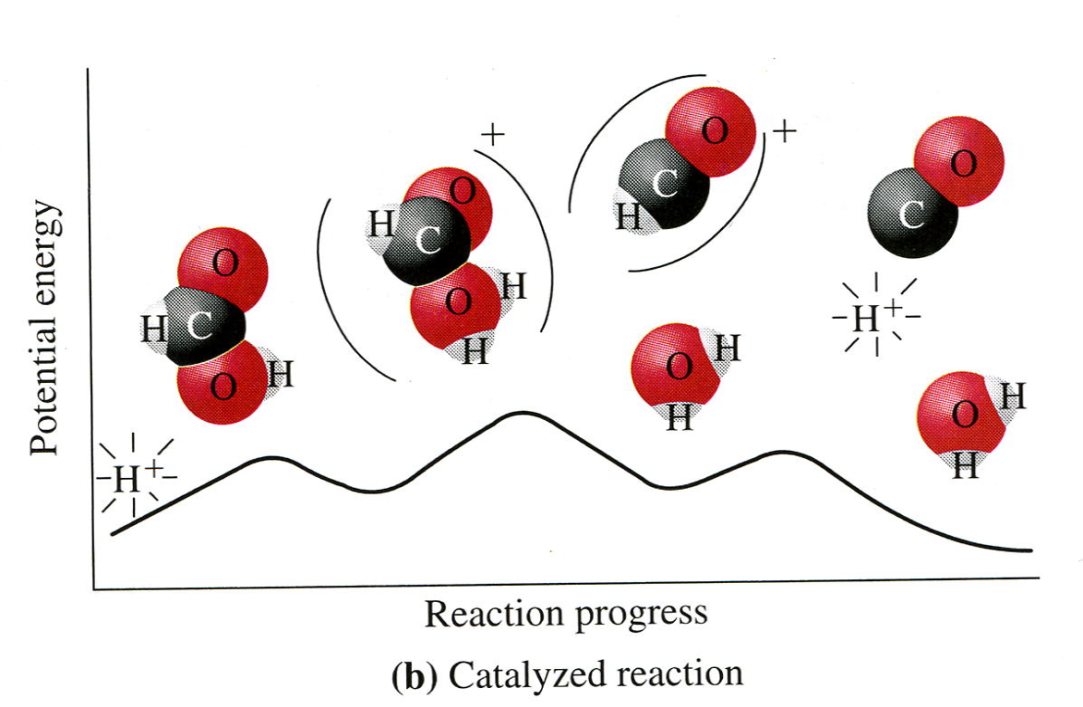 Potential energy
H+
O
H C
O H
+
O
H C
O H
H
+
O
C
H
O H
H
O
C
H+
O H
H
Reaction progress
(b) Catalyzed reaction